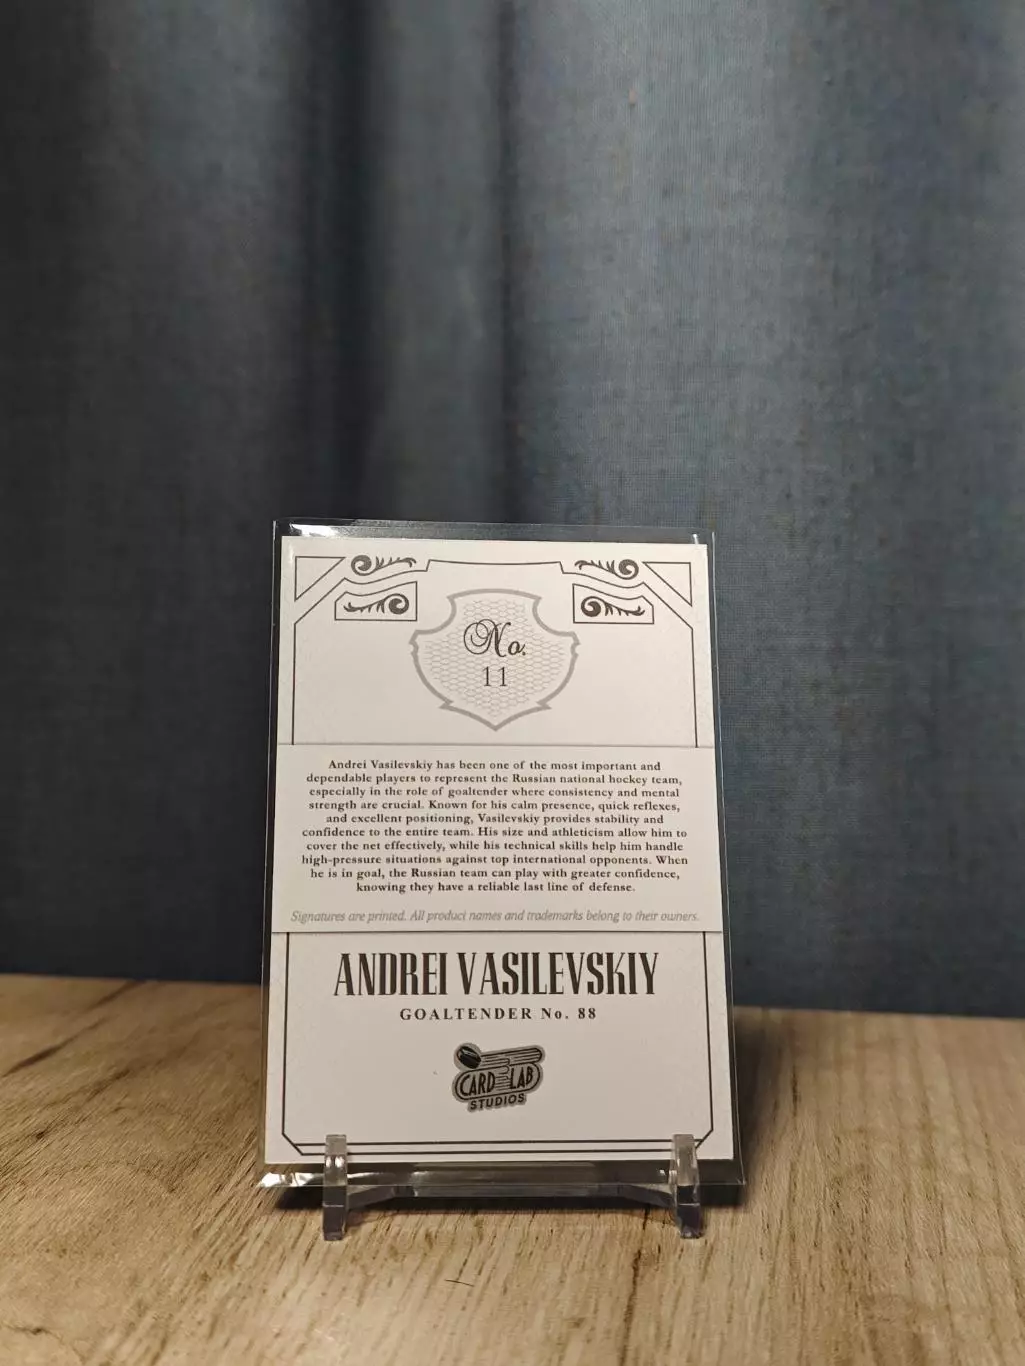 No.
11
Andrei Vasilevskiy has been one of the most important and
dependable players to represent the Russian national hockey team,
especially in the role of goaltender where consistency and mental
strength are crucial. Known for his calm presence, quick reflexes,
and excellent positioning, Vasilevskiy provides stability and
confidence to the entire team. His size and athleticism allow him to
cover the net effectively, while his technical skills help him handle
high-pressure situations against top international opponents. When
he is in goal, the Russian team can play with greater confidence,
knowing they have a reliable last line of defense.
Signatures are printed. All product names and trademarks belong to their owners.
ANDREI VASILEVSKIY
GOALTENDER No. 88
CARD LAB
STUDIOS